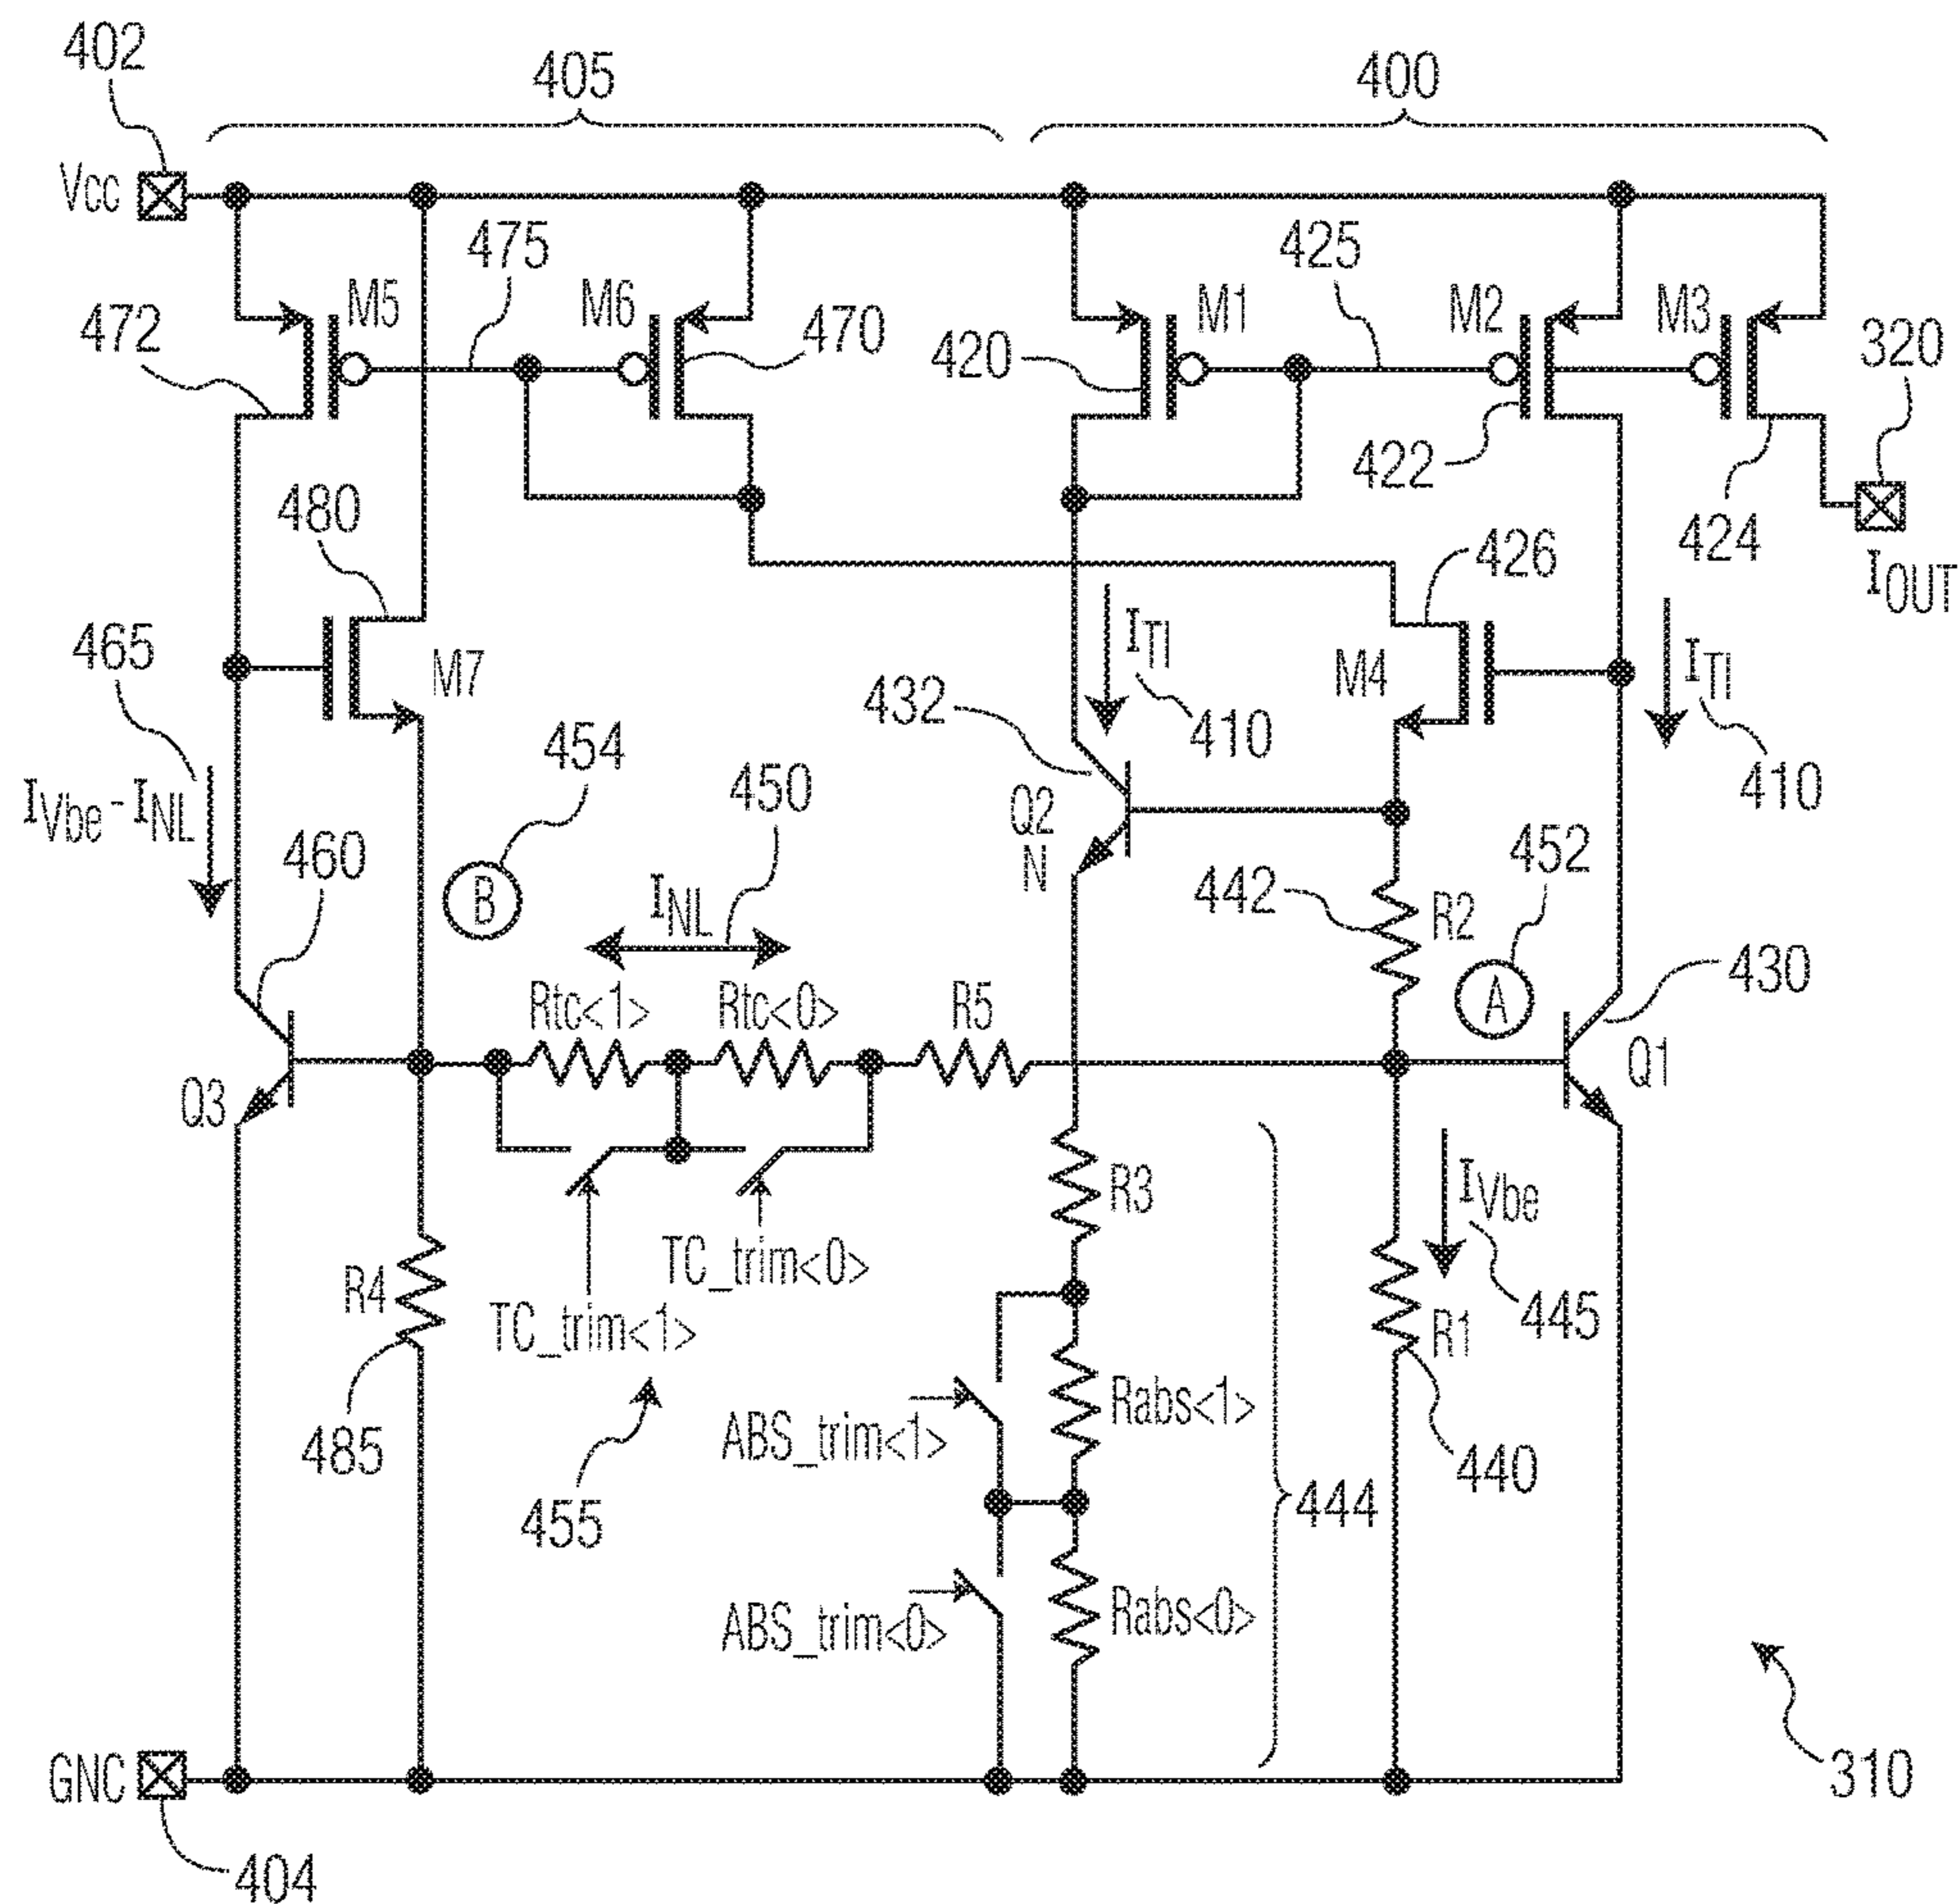 402
405
400
Vcc
475
425
M5
M6
M1
M2
M3
472
470
420
320
422
480
424
426
I_OUT
465
M7
I_TI
M4
I_TI
432
454
410
410
I_Vbe - I_NL
450
Q2
452
460
N
B
I_NL
442
R2
430
A
Rtc<1>
Rtc<0>
R5
Q3
Q1
R3
I_Vbe
TC_trim<0>
R4
TC_trim<1>
445
R1
485
ABS_trim<1>
Rabs<1>
440
455
444
ABS_trim<0>
Rabs<0>
GNC
310
404